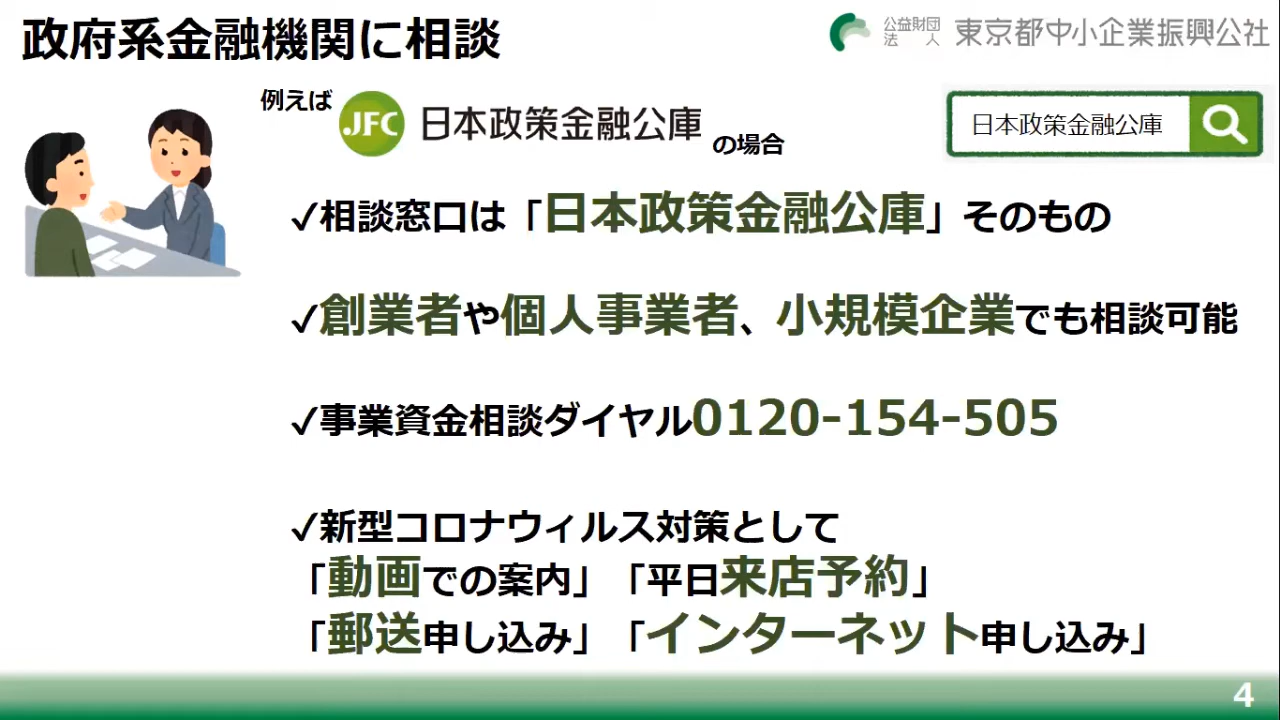 政府系金融機関に相談
公益財団法人 東京都中小企業振興公社
例えば JFC 日本政策金融公庫 の場合
日本政策金融公庫
✓相談窓口は「日本政策金融公庫」そのもの
✓創業者や個人事業者、小規模企業でも相談可能
✓事業資金相談ダイヤル0120-154-505
✓新型コロナウィルス対策として
「動画での案内」「平日来店予約」
「郵送申し込み」「インターネット申し込み」
4